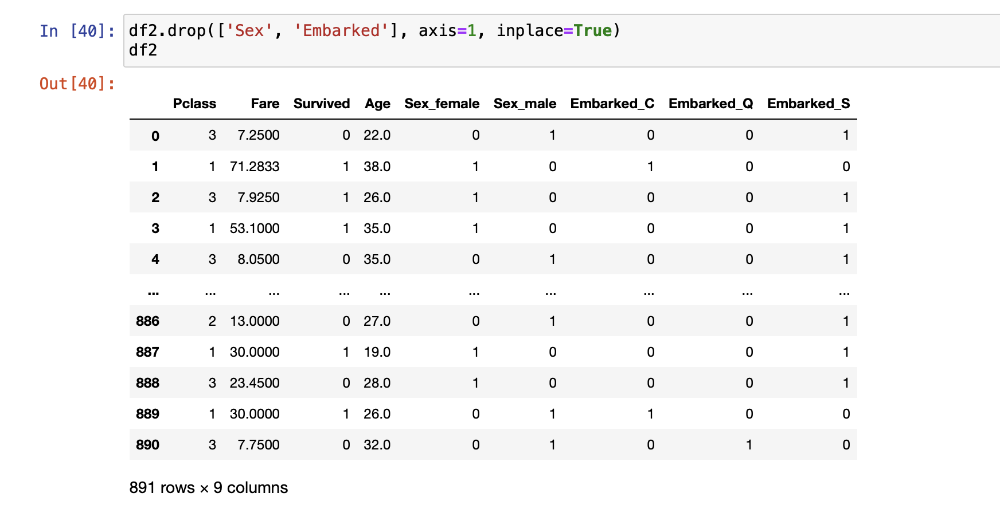 In [40]: df2.drop(['Sex', 'Embarked'], axis=1, inplace=True)
df2
Out[40]:
Pclass Fare Survived Age Sex_female Sex_male Embarked_C Embarked_Q Embarked_S
0 3 7.2500 0 22.0 0 1 0 0 1
1 1 71.2833 1 38.0 1 0 1 0 0
2 3 7.9250 1 26.0 1 0 0 0 1
3 1 53.1000 1 35.0 1 0 0 0 1
4 3 8.0500 0 35.0 0 1 0 0 1
... ... ... ... ... ... ... ... ... ...
886 2 13.0000 0 27.0 0 1 0 0 1
887 1 30.0000 1 19.0 1 0 0 0 1
888 3 23.4500 0 28.0 1 0 0 0 1
889 1 30.0000 1 26.0 0 1 1 0 0
890 3 7.7500 0 32.0 0 1 0 1 0
891 rows × 9 columns